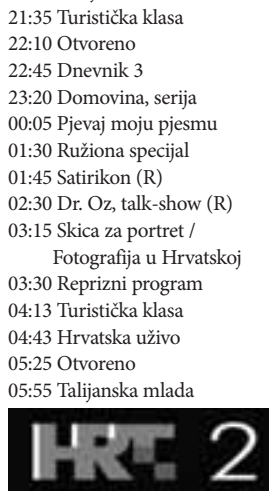 21:35 Turistička klasa
22:10 Otvoreno
22:45 Dnevnik 3
23:20 Domovina, serija
00:05 Pjevaj moju pjesmu
01:30 Ružiona specijal
01:45 Satirikon (R)
02:30 Dr. Oz, talk-show (R)
03:15 Skica za portret /
Fotografija u Hrvatskoj
03:30 Reprizni program
04:13 Turistička klasa
04:43 Hrvatska uživo
05:25 Otvoreno
05:55 Talijanska mlada
HRT 2